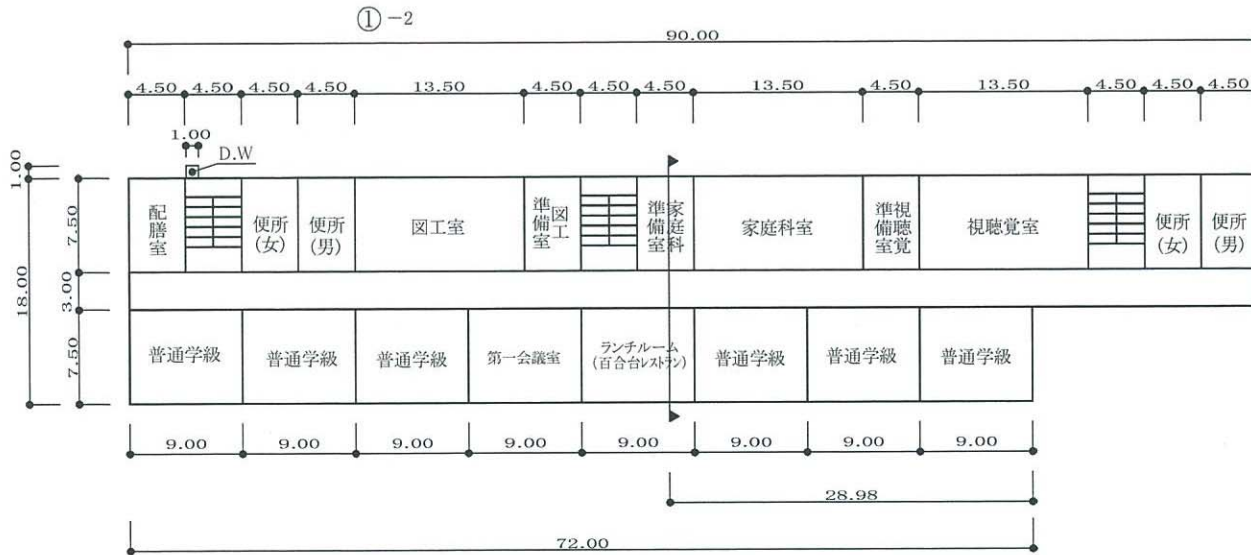 ①-2
90.00
4.50 4.50 4.50 4.50 13.50 4.50 4.50 4.50 13.50 4.50 13.50 4.50 4.50 4.50
1.00
D.W
1.00
7.50
3.00
7.50
18.00
配膳室
便所
(女)
便所
(男)
図工室
図工
準備室
家庭科
準備室
家庭科室
視聴覚
準備室
視聴覚室
便所
(女)
便所
(男)
普通学級
普通学級
普通学級
第一会議室
ランチルーム
(百合台レストラン)
普通学級
普通学級
普通学級
9.00 9.00 9.00 9.00 9.00 9.00 9.00 9.00
28.98
72.00